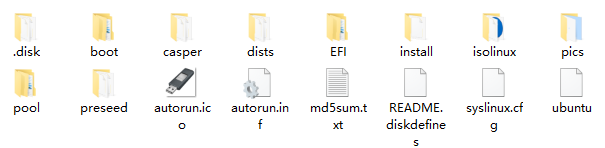 .disk
boot
casper
dists
EFI
install
isolinux
pics
pool
preseed
autorun.ico
autorun.inf
md5sum.txt
README.diskdefines
syslinux.cfg
ubuntu